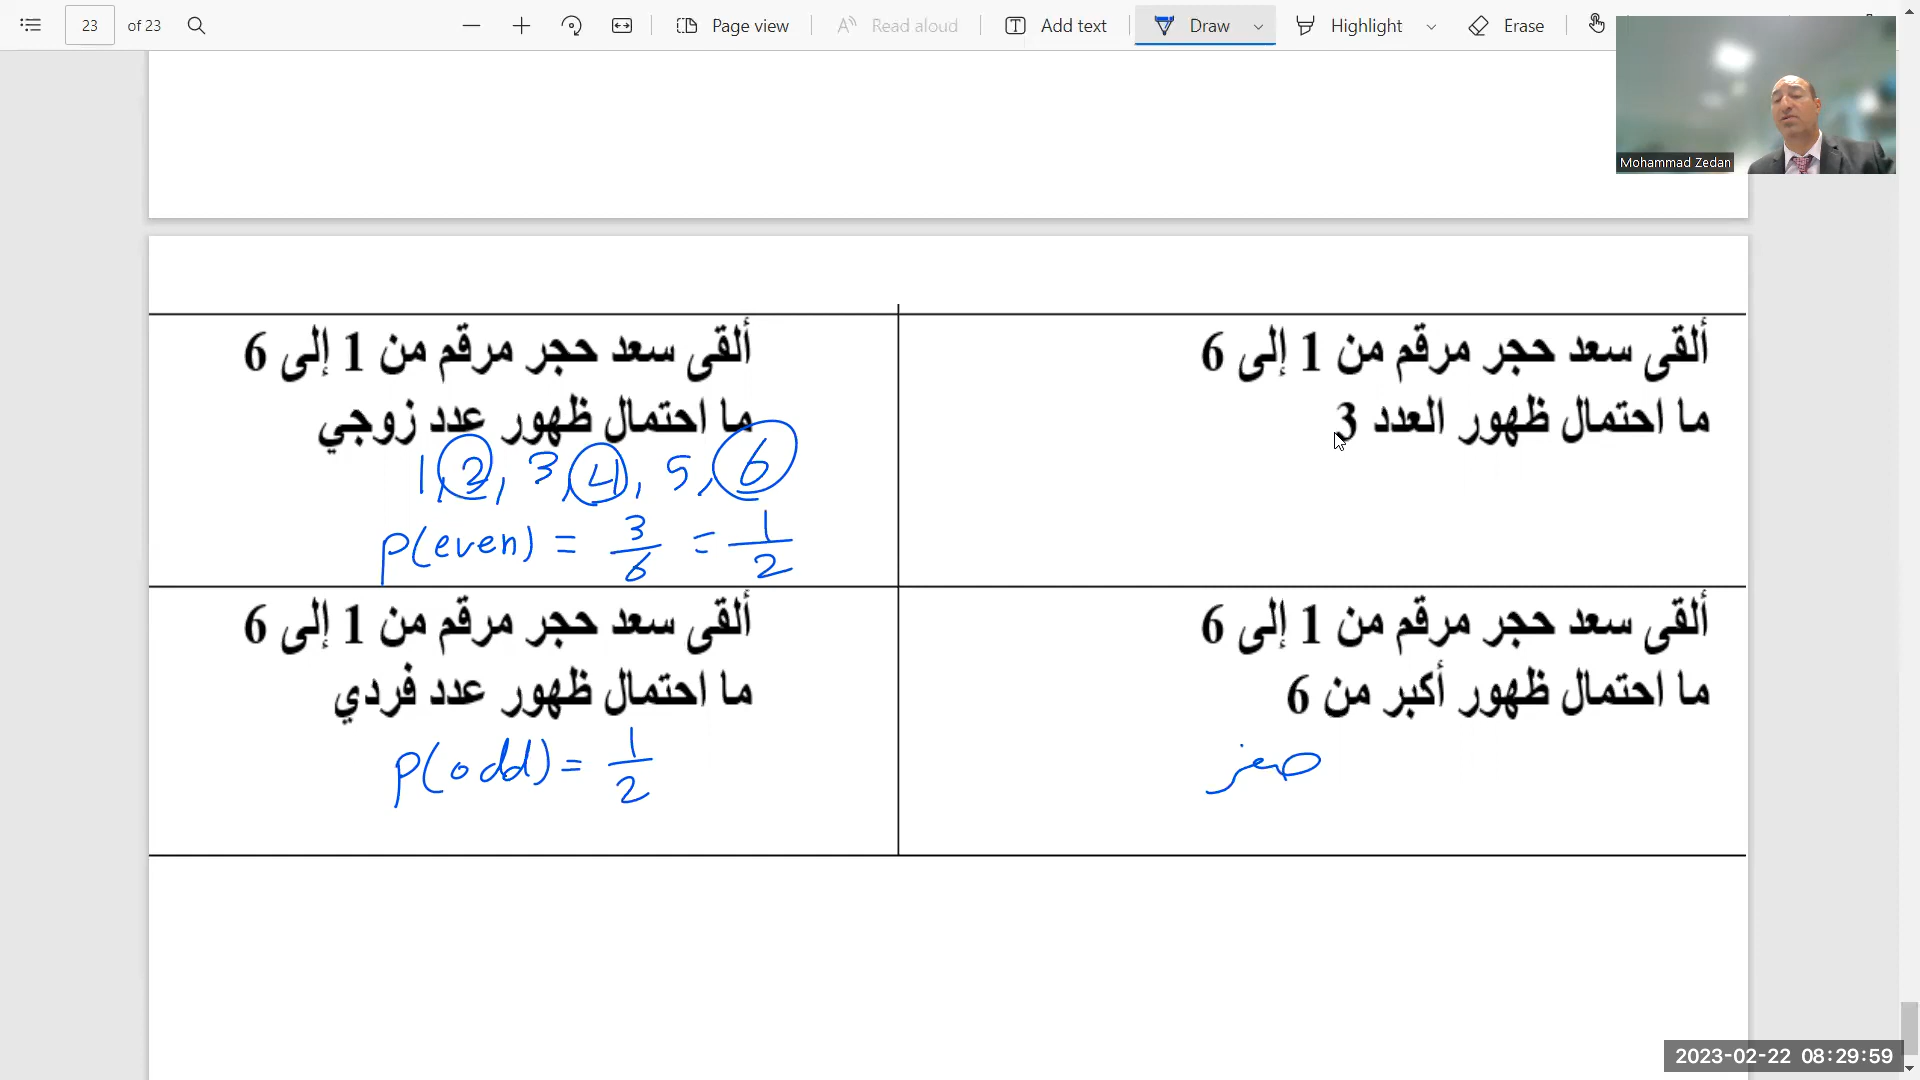 23 of 23 Page view Read aloud Add text Draw Highlight Erase
Mohammad Zedan
ألقى سعد حجر مرقم من 1 إلى 6
ما احتمال ظهور العدد 3
ألقى سعد حجر مرقم من 1 إلى 6
ما احتمال ظهور عدد زوجي
1, 2, 3, 4, 5, 6
p(even) = 3/6 = 1/2
ألقى سعد حجر مرقم من 1 إلى 6
ما احتمال ظهور أكبر من 6
صفر
ألقى سعد حجر مرقم من 1 إلى 6
ما احتمال ظهور عدد فردي
p(odd) = 1/2
2023-02-22 08:29:59